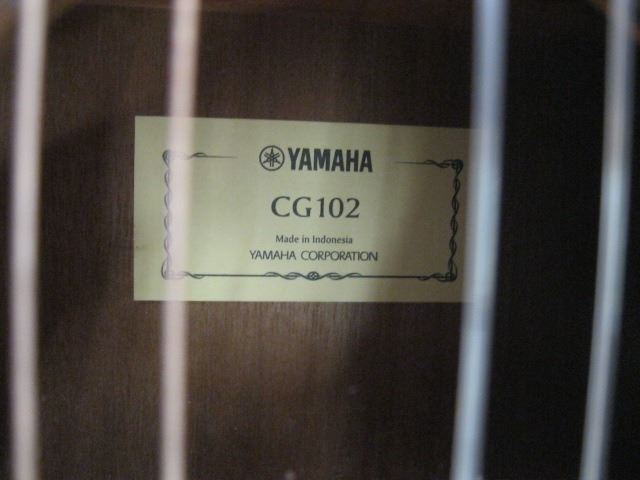 YAMAHA
CG102
Made in Indonesia
YAMAHA CORPORATION